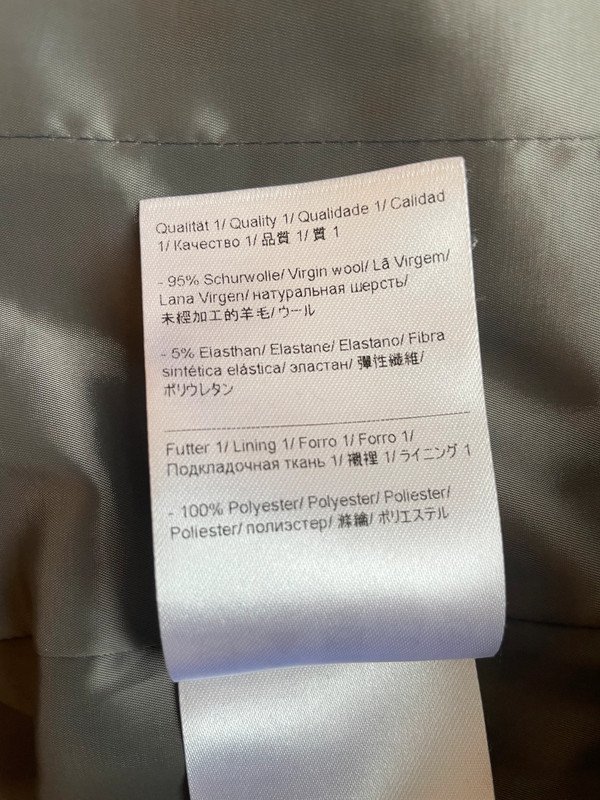 Qualität 1/ Quality 1/ Qualidade 1/ Calidad
1/ Качество 1/ 品質 1/ 質 1
- 95% Schurwolle/ Virgin wool/ Lã Virgem/
Lana Virgen/ натуральная шерсть/
未經加工的羊毛/ ウール
- 5% Elasthan/ Elastane/ Elastano/ Fibra
sintética elástica/ эластан/ 彈性纖維/
ポリウレタン
Futter 1/ Lining 1/ Forro 1/ Forro 1/
Подкладочная ткань 1/ 襯裡 1/ ライニング 1
- 100% Polyester/ Polyester/ Poliester/
Poliester/ полиэстер/ 滌綸/ ポリエステル